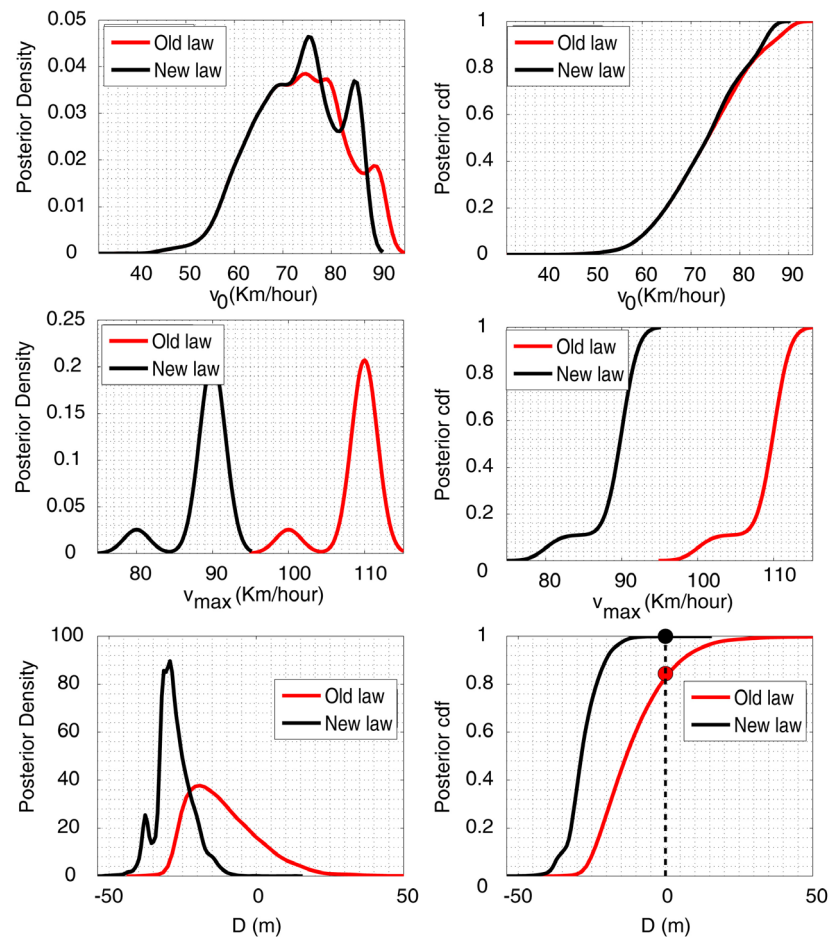 0.05
0.04
0.03
0.02
0.01
0
Posterior Density
Old law
New law
40 50 60 70 80 90
v0(Km/hour)
1
0.8
0.6
0.4
0.2
0
Posterior cdf
Old law
New law
40 50 60 70 80 90
v0(Km/hour)
0.25
0.2
0.15
0.1
0.05
0
Posterior Density
Old law
New law
80 90 100 110
vmax(Km/hour)
1
0.8
0.6
0.4
0.2
0
Posterior cdf
Old law
New law
80 90 100 110
vmax(Km/hour)
100
80
60
40
20
0
Posterior Density
Old law
New law
-50 0 50
D (m)
1
0.8
0.6
0.4
0.2
0
Posterior cdf
Old law
New law
-50 0 50
D (m)